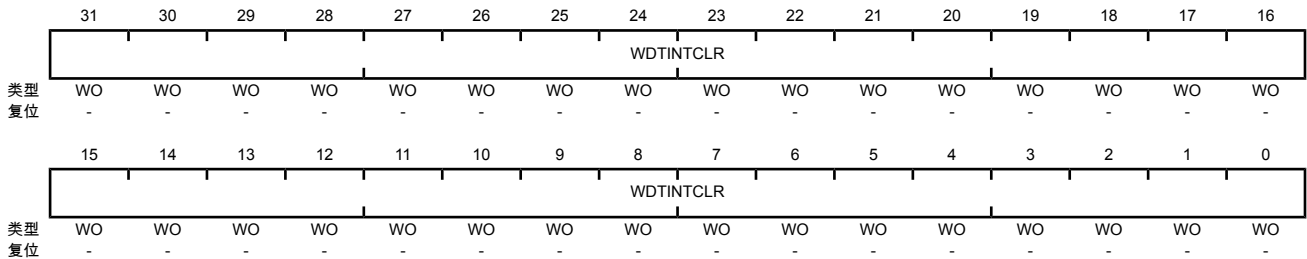 31 30 29 28 27 26 25 24 23 22 21 20 19 18 17 16
WDTINTCLR
类型 WO WO WO WO WO WO WO WO WO WO WO WO WO WO WO WO
复位 - - - - - - - - - - - - - - - -
15 14 13 12 11 10 9 8 7 6 5 4 3 2 1 0
WDTINTCLR
类型 WO WO WO WO WO WO WO WO WO WO WO WO WO WO WO WO
复位 - - - - - - - - - - - - - - - -